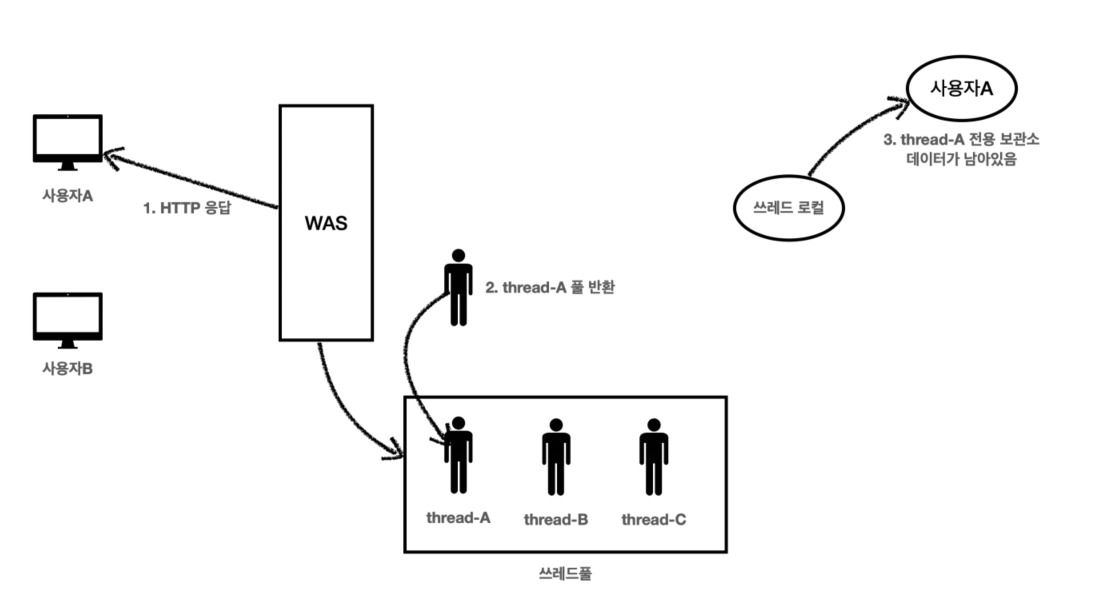 사용자A
3. thread-A 전용 보관소
데이터가 남아있음
쓰레드 로컬
사용자A
1. HTTP 응답
WAS
2. thread-A 풀 반환
사용자B
thread-A
thread-B
thread-C
쓰레드풀